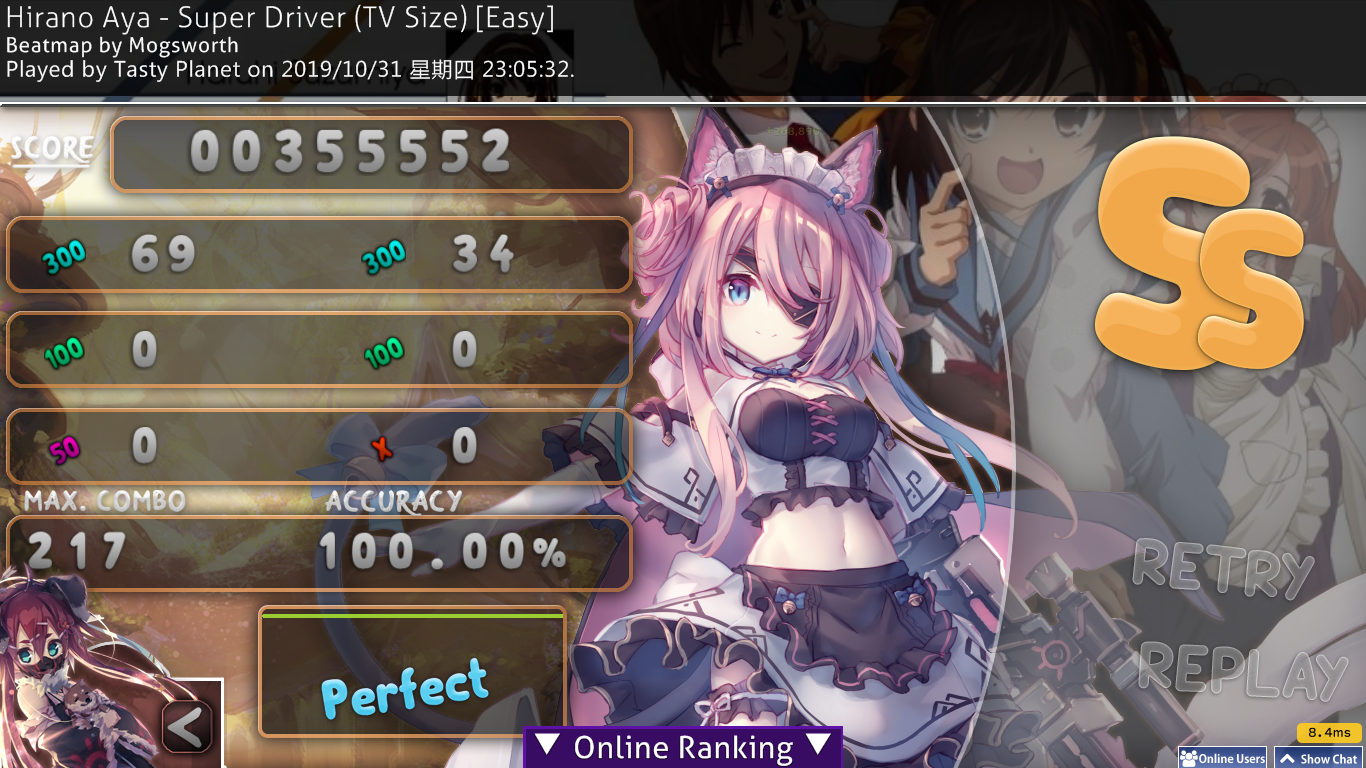 Hirano Aya - Super Driver (TV Size) [Easy]
Beatmap by Mogsworth
Played by Tasty Planet on 2019/10/31 星期四 23:05:32.
SCORE 00355552
300 69 300 34
100 0 100 0
50 0 X 0
MAX. COMBO ACCURACY
217 100.00%
Perfect
SS
RETRY
REPLAY
<
▼ Online Ranking ▼
8.4ms
Online Users Show Chat